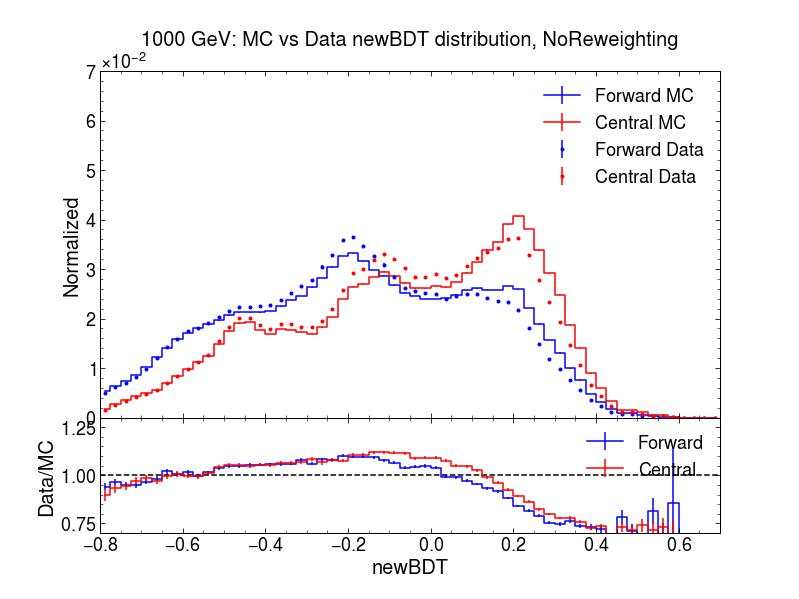 1000 GeV: MC vs Data newBDT distribution, NoReweighting
×10⁻²
7
6
5
4
3
2
1
0
Normalized
Forward MC
Central MC
Forward Data
Central Data
1.25
1.00
0.75
Data/MC
Forward
Central
−0.8 −0.6 −0.4 −0.2 0.0 0.2 0.4 0.6
newBDT